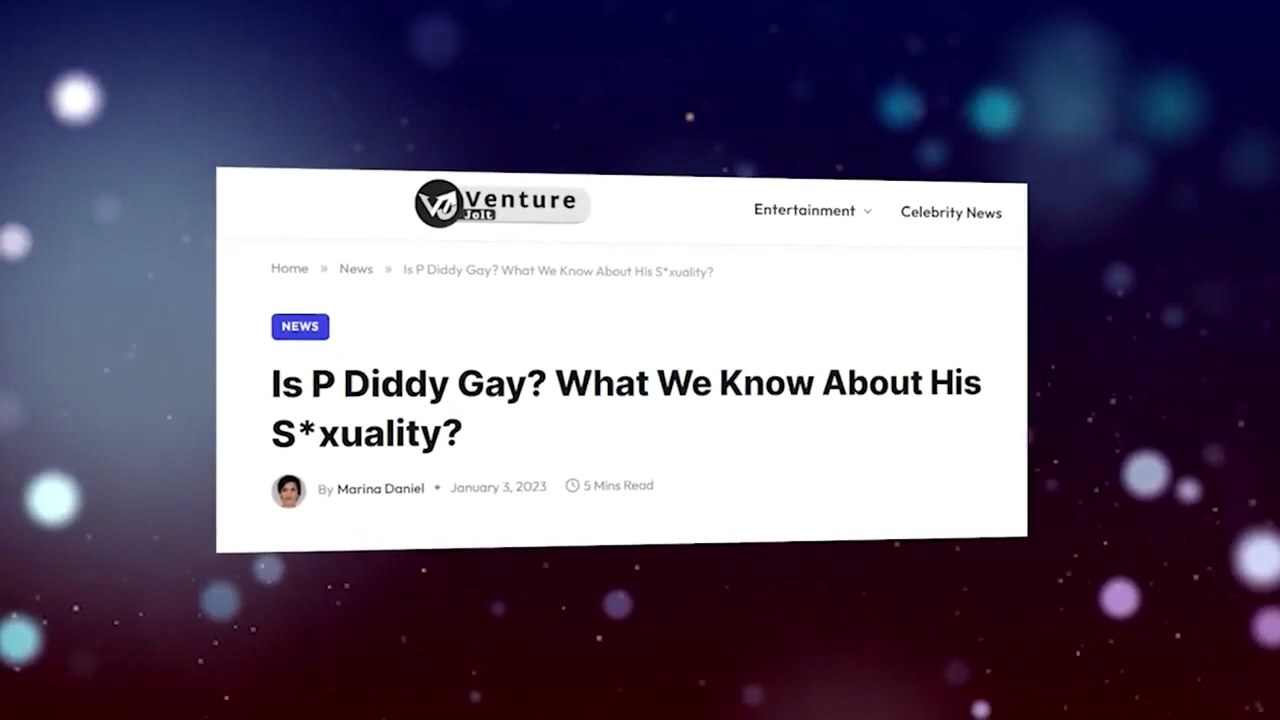 Venture
Jolt
Entertainment
Celebrity News
Home » News » Is P Diddy Gay? What We Know About His S*xuality?
NEWS
Is P Diddy Gay? What We Know About His
S*xuality?
By Marina Daniel • January 3, 2023 5 Mins Read